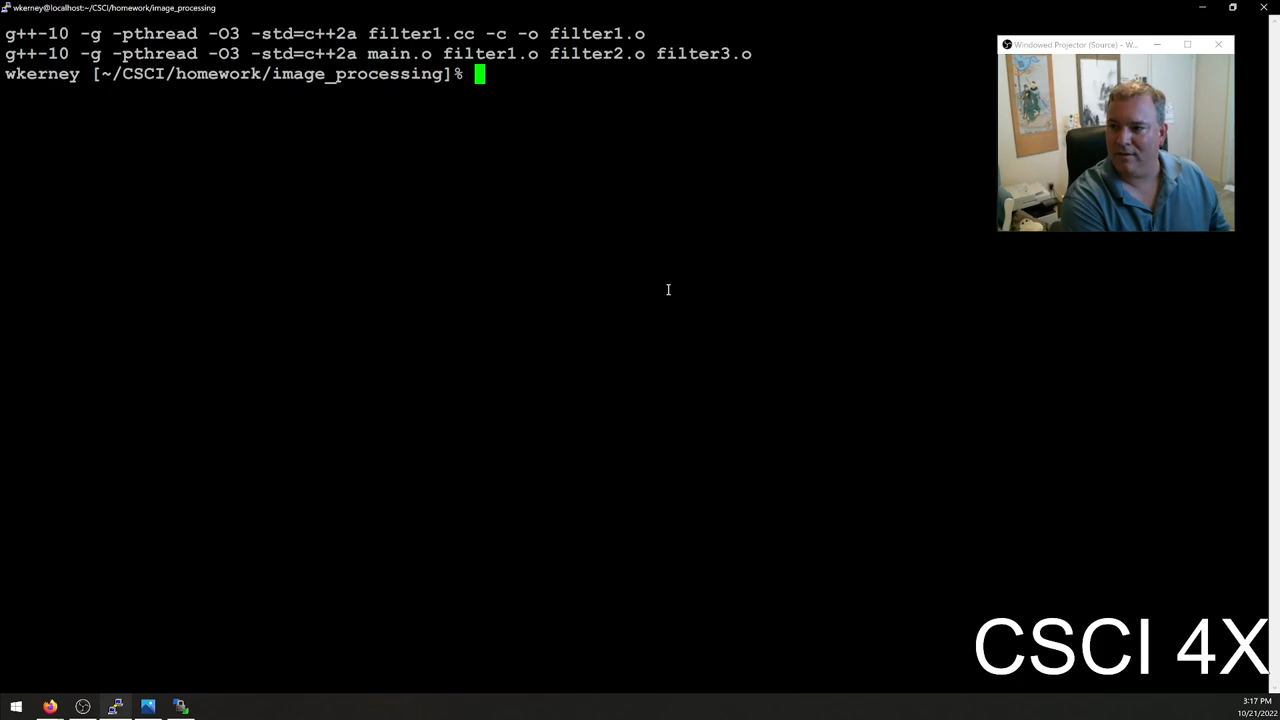 wkerney@localhost:~/CSCI/homework/image_processing
g++-10 -g -pthread -O3 -std=c++2a filter1.cc -c -o filter1.o
g++-10 -g -pthread -O3 -std=c++2a main.o filter1.o filter2.o filter3.o
wkerney [~/CSCI/homework/image_processing]%
Windowed Projector (Source) - W...
CSCI 4X
3:17 PM
10/21/2022